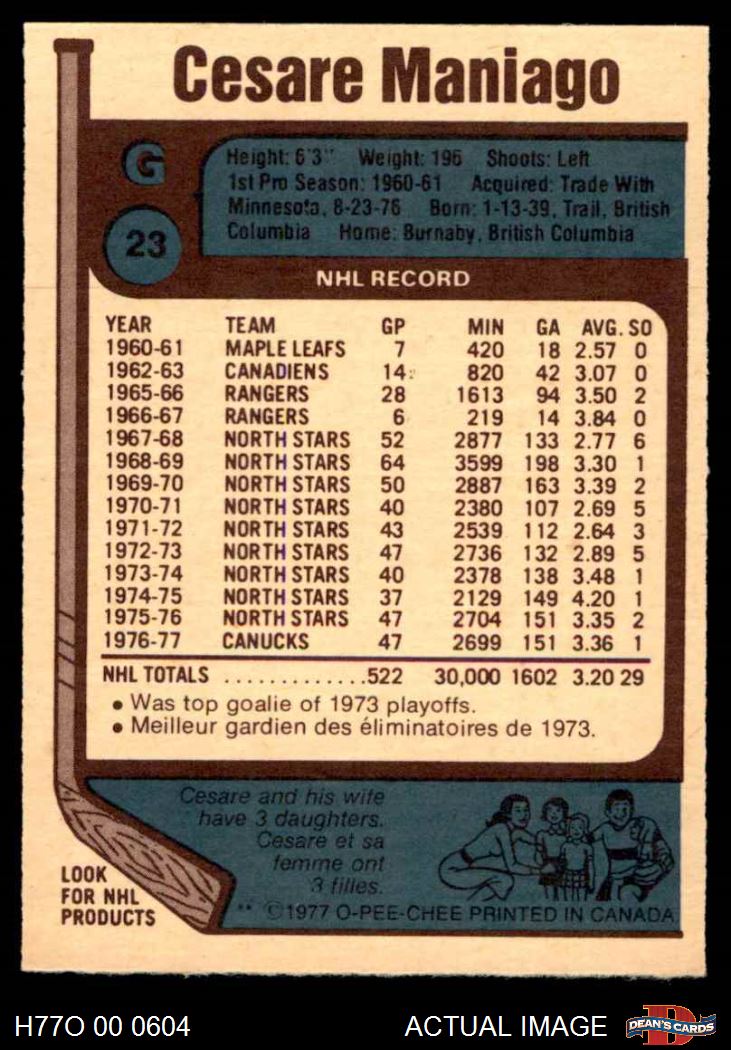 Cesare Maniago
G
Height: 6'3" Weight: 196 Shoots: Left
1st Pro Season: 1960-61 Acquired: Trade With
Minnesota, 8-23-76 Born: 1-13-39, Trail, British
Columbia Home: Burnaby, British Columbia
23
NHL RECORD
YEAR TEAM GP MIN GA AVG. SO
1960-61 MAPLE LEAFS 7 420 18 2.57 0
1962-63 CANADIENS 14 820 42 3.07 0
1965-66 RANGERS 28 1613 94 3.50 2
1966-67 RANGERS 6 219 14 3.84 0
1967-68 NORTH STARS 52 2877 133 2.77 6
1968-69 NORTH STARS 64 3599 198 3.30 1
1969-70 NORTH STARS 50 2887 163 3.39 2
1970-71 NORTH STARS 40 2380 107 2.69 5
1971-72 NORTH STARS 43 2539 112 2.64 3
1972-73 NORTH STARS 47 2736 132 2.89 5
1973-74 NORTH STARS 40 2378 138 3.48 1
1974-75 NORTH STARS 37 2129 149 4.20 1
1975-76 NORTH STARS 47 2704 151 3.35 2
1976-77 CANUCKS 47 2699 151 3.36 1
NHL TOTALS .............522 30,000 1602 3.20 29
• Was top goalie of 1973 playoffs.
• Meilleur gardien des éliminatoires de 1973.
Cesare and his wife
have 3 daughters.
Cesare et sa
femme ont
3 filles.
LOOK
FOR NHL
PRODUCTS
** ©1977 O-PEE-CHEE PRINTED IN CANADA
H77O 00 0604 ACTUAL IMAGE
D
DEAN'S CARDS